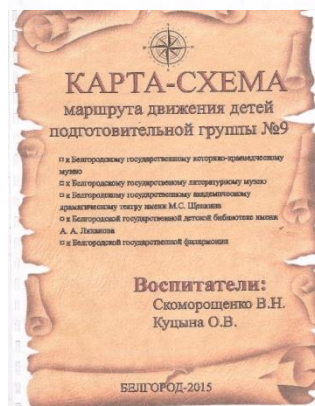 КАРТА-СХЕМА
маршрута движения детей
подготовительной группы №9
¤ к Белгородскому государственному историко-краеведческому
музею
¤ к Белгородскому государственому литературному музею
¤ к Белгородскому государственному академическому
драматическому театру имени М.С. Щепкина
¤ к Белгородской государственной детской библиотеке имени
А. А. Лиханова
¤ к Белгородской государственной филармонии
Воспитатели:
Скоморощенко В.Н.
Куцына О.В.
БЕЛГОРОД-2015